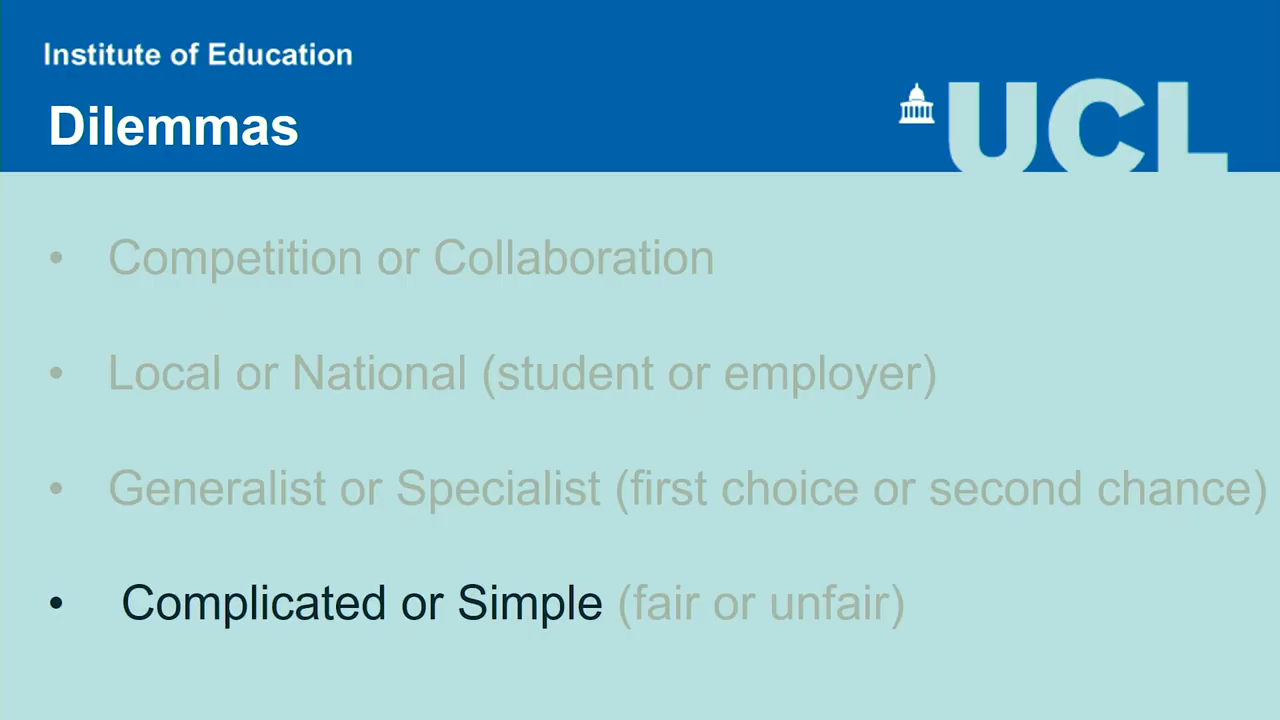 Institute of Education
Dilemmas
UCL
• Competition or Collaboration
• Local or National (student or employer)
• Generalist or Specialist (first choice or second chance)
• Complicated or Simple (fair or unfair)